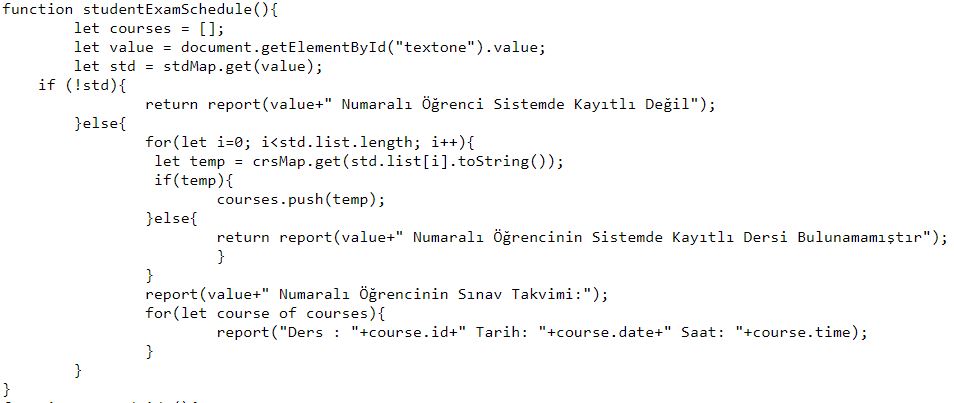 function studentExamSchedule(){
let courses = [];
let value = document.getElementById("textone").value;
let std = stdMap.get(value);
if (!std){
return report(value+" Numaralı Öğrenci Sistemde Kayıtlı Değil");
}else{
for(let i=0; i<std.list.length; i++){
let temp = crsMap.get(std.list[i].toString());
if(temp){
courses.push(temp);
}else{
return report(value+" Numaralı Öğrencinin Sistemde Kayıtlı Dersi Bulunamamıştır");
}
}
report(value+" Numaralı Öğrencinin Sınav Takvimi:");
for(let course of courses){
report("Ders : "+course.id+" Tarih: "+course.date+" Saat: "+course.time);
}
}
}